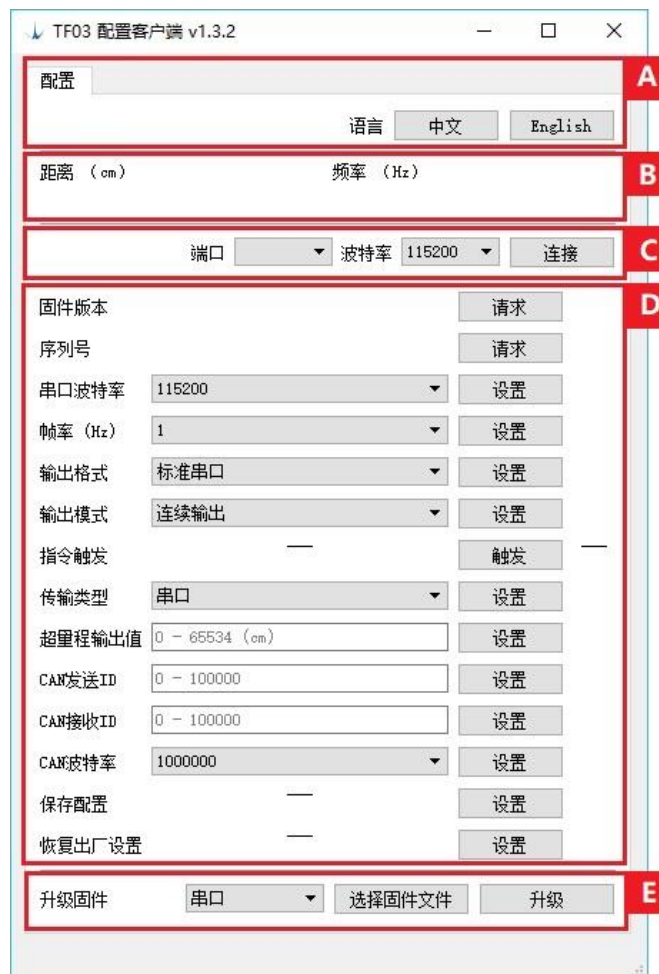 TF03 配置客户端 v1.3.2
配置
A
语言 中文 English
距离 (cm) 频率 (Hz)
B
端口 波特率 115200 连接
C
D
固件版本 请求
序列号 请求
串口波特率 115200 设置
帧率 (Hz) 1 设置
输出格式 标准串口 设置
输出模式 连续输出 设置
指令触发 — 触发 —
传输类型 串口 设置
超量程输出值 0 - 65534 (cm) 设置
CAN发送ID 0 - 100000 设置
CAN接收ID 0 - 100000 设置
CAN波特率 1000000 设置
保存配置 — 设置
恢复出厂设置 — 设置
升级固件 串口 选择固件文件 升级
E